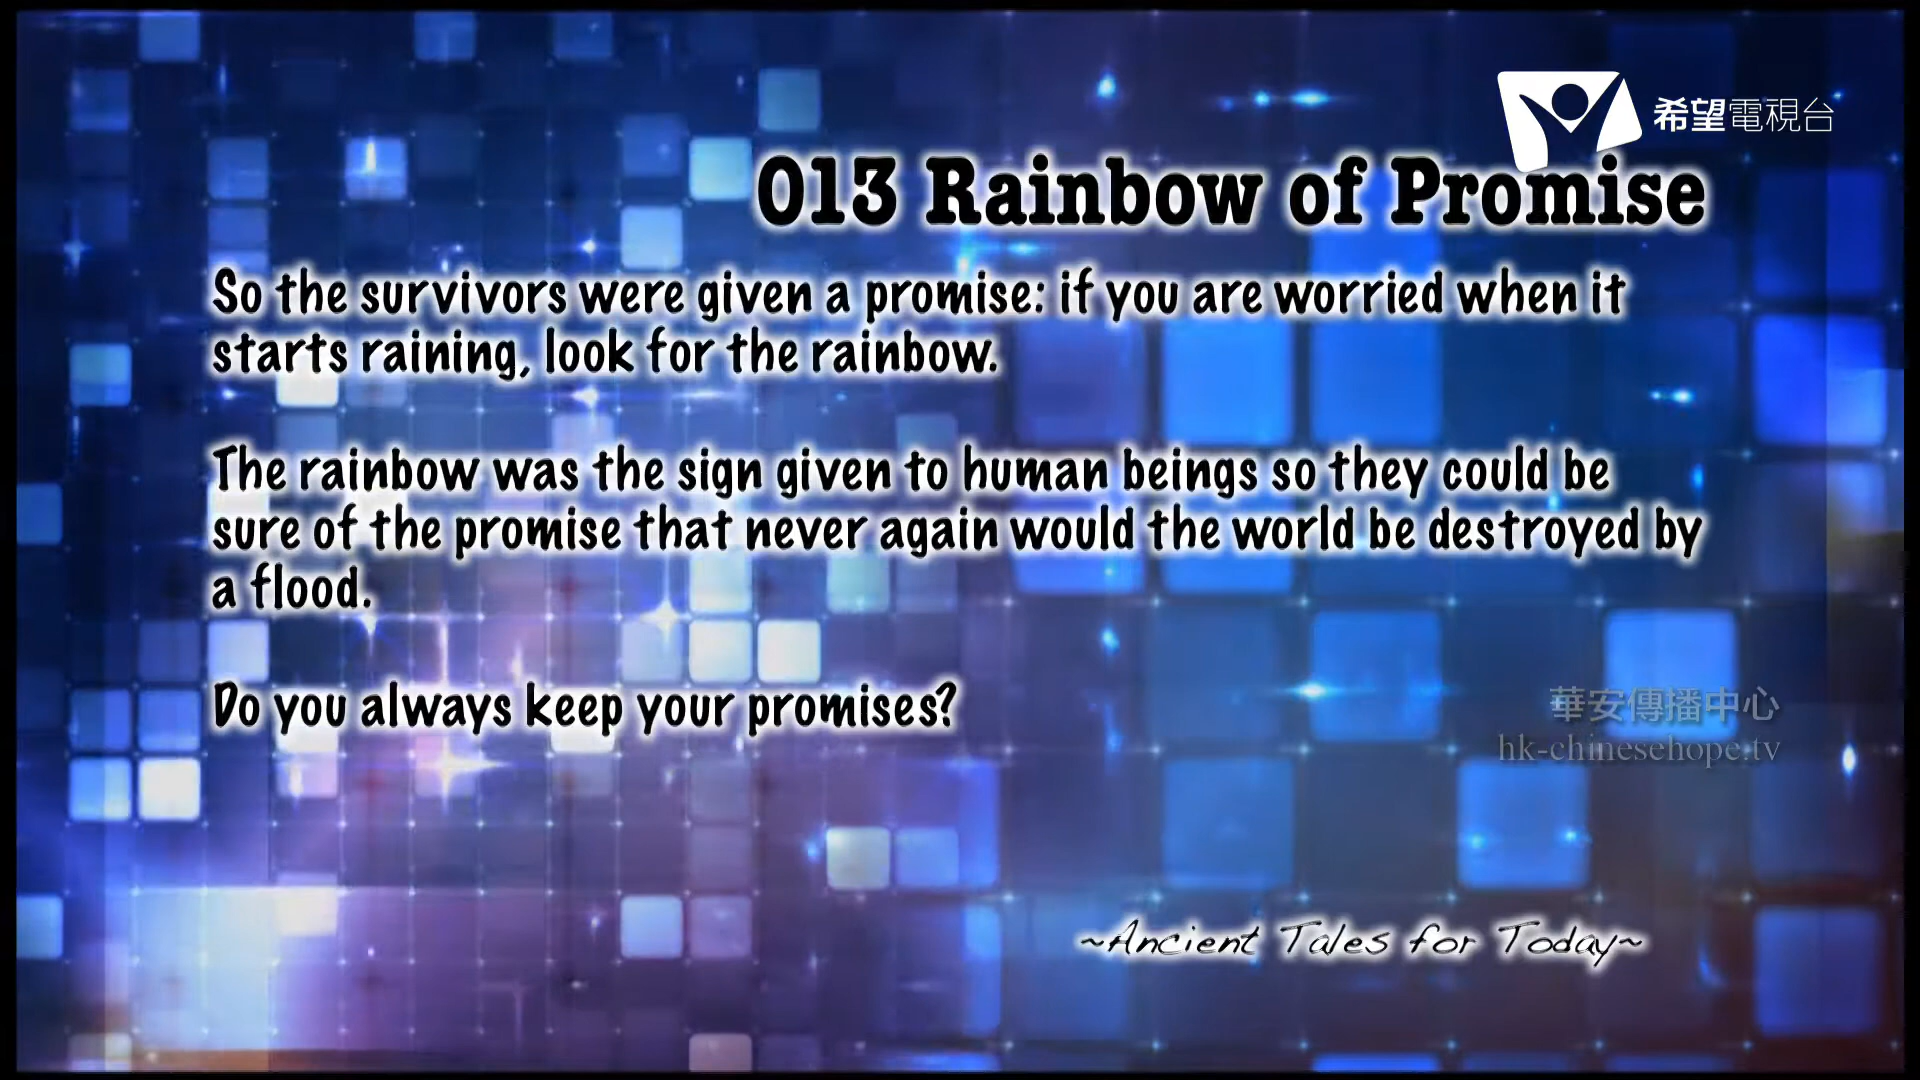 希望電視台
013 Rainbow of Promise
So the survivors were given a promise: if you are worried when it
starts raining, look for the rainbow.
The rainbow was the sign given to human beings so they could be
sure of the promise that never again would the world be destroyed by
a flood.
Do you always keep your promises?
華安傳播中心
hk-chinesehope.tv
~Ancient Tales for Today~